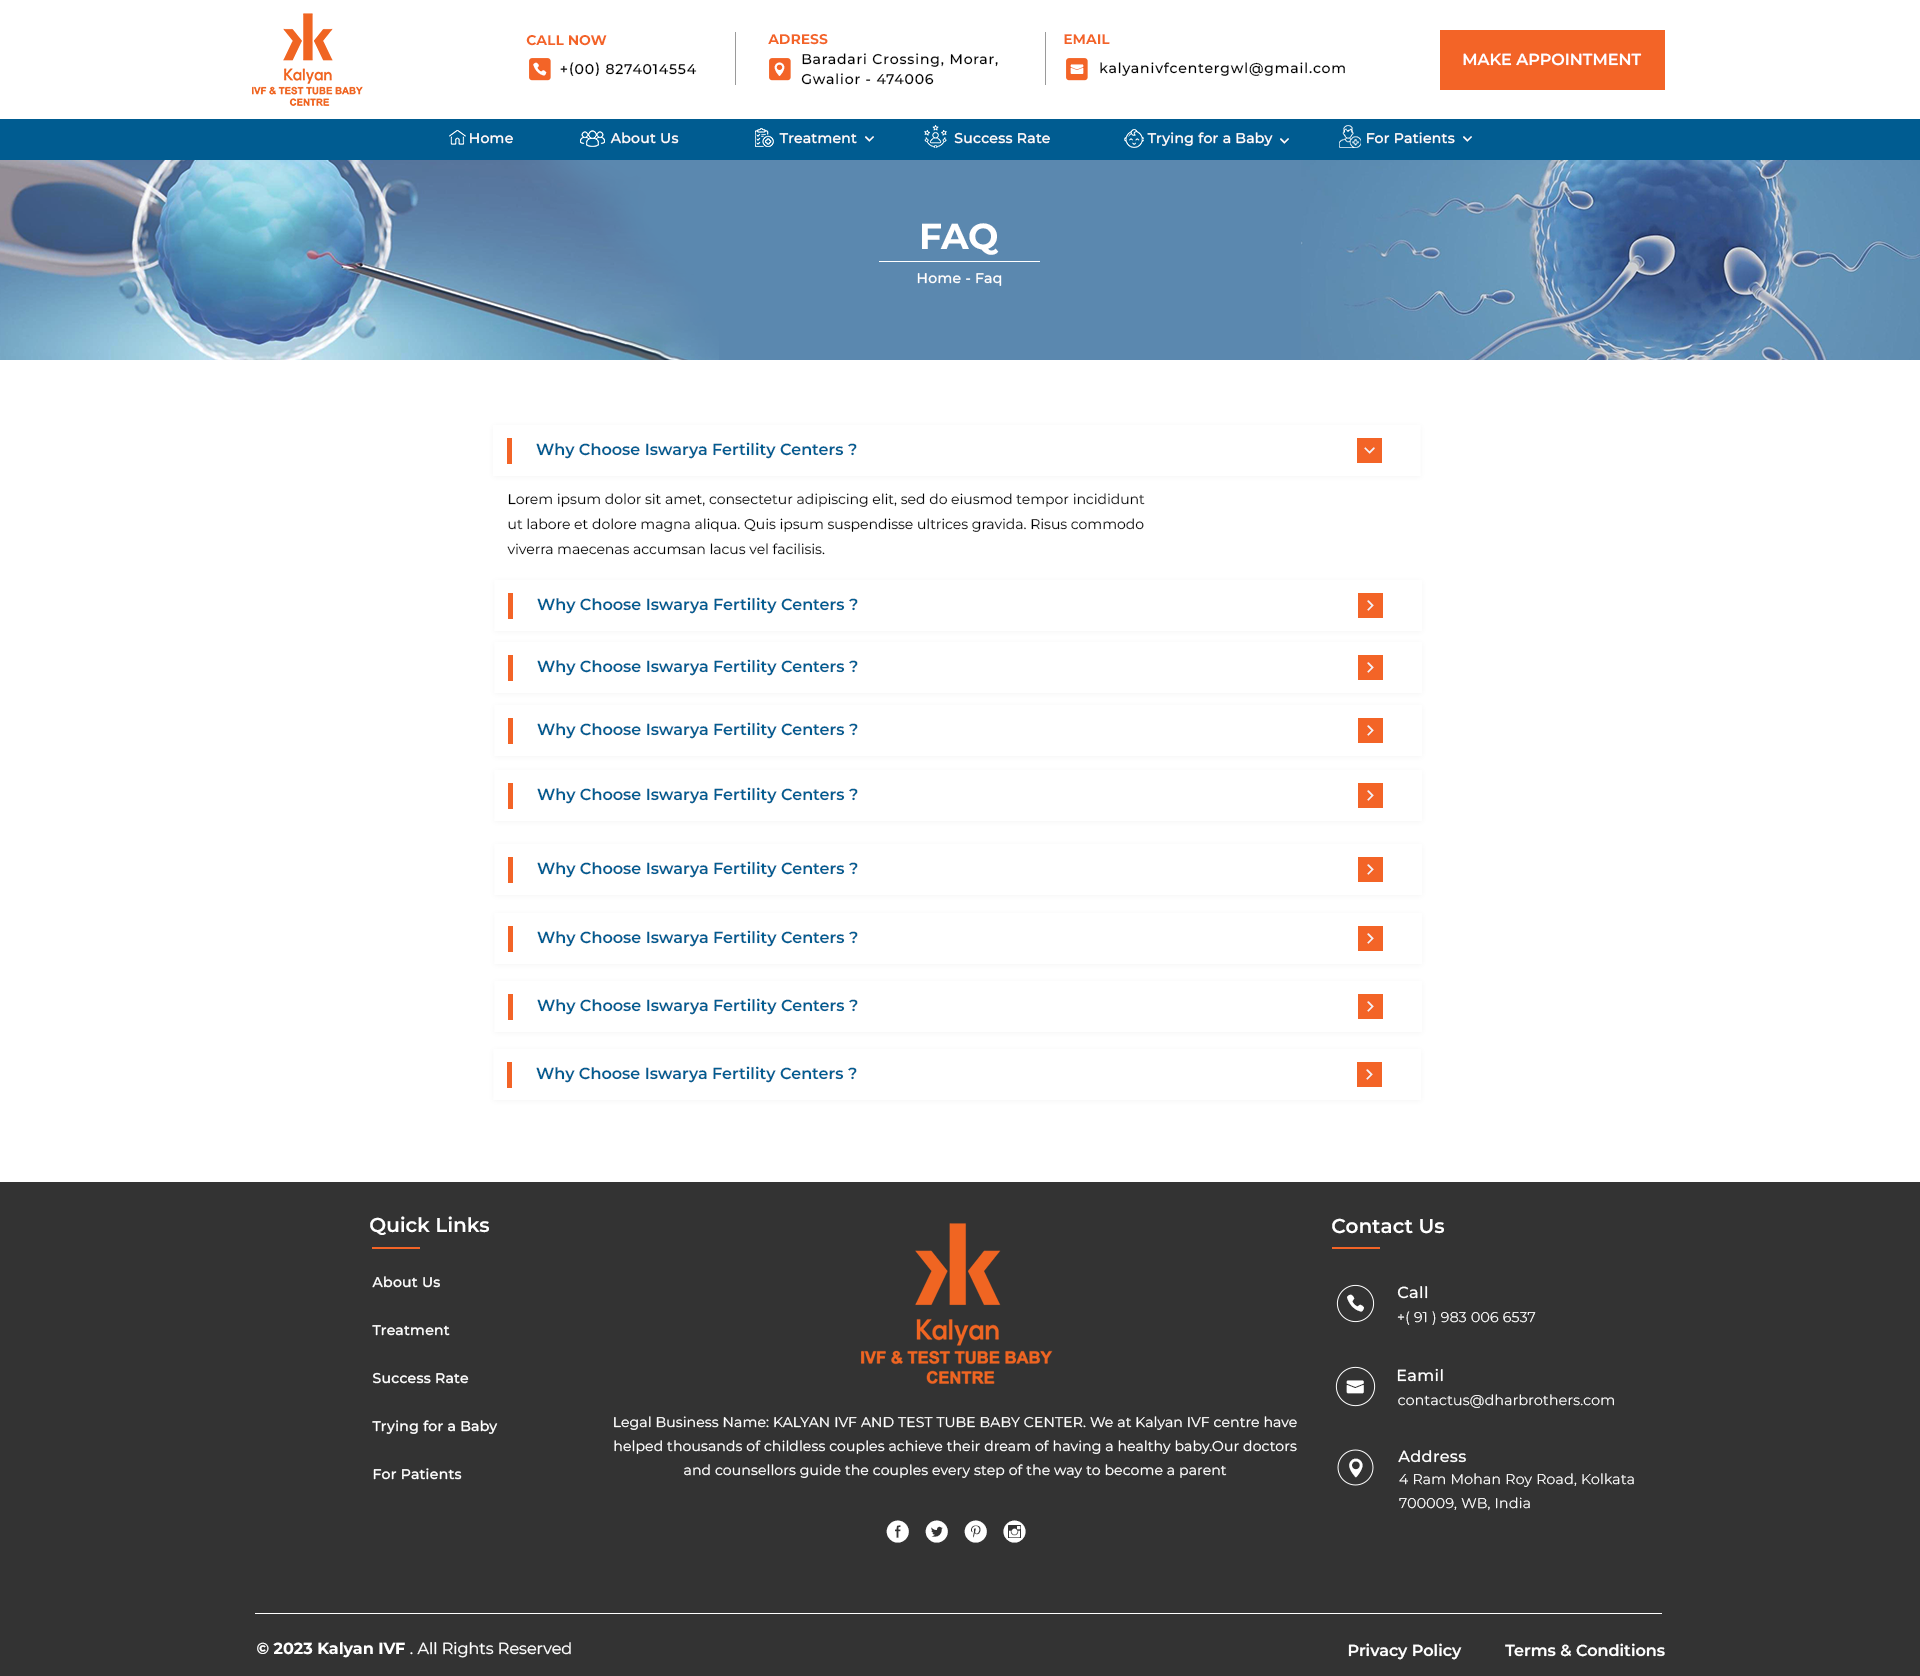 Kalyan
IVF & TEST TUBE BABY
CENTRE
CALL NOW
+(00) 8274014554
ADRESS
Baradari Crossing, Morar,
Gwalior - 474006
EMAIL
kalyanivfcentergwl@gmail.com
MAKE APPOINTMENT
Home
About Us
Treatment
Success Rate
Trying for a Baby
For Patients
FAQ
Home - Faq
Why Choose Iswarya Fertility Centers ?
Lorem ipsum dolor sit amet, consectetur adipiscing elit, sed do eiusmod tempor incididunt
ut labore et dolore magna aliqua. Quis ipsum suspendisse ultrices gravida. Risus commodo
viverra maecenas accumsan lacus vel facilisis.
Why Choose Iswarya Fertility Centers ?
Why Choose Iswarya Fertility Centers ?
Why Choose Iswarya Fertility Centers ?
Why Choose Iswarya Fertility Centers ?
Why Choose Iswarya Fertility Centers ?
Why Choose Iswarya Fertility Centers ?
Why Choose Iswarya Fertility Centers ?
Why Choose Iswarya Fertility Centers ?
Quick Links
About Us
Treatment
Success Rate
Trying for a Baby
For Patients
Kalyan
IVF & TEST TUBE BABY
CENTRE
Legal Business Name: KALYAN IVF AND TEST TUBE BABY CENTER. We at Kalyan IVF centre have
helped thousands of childless couples achieve their dream of having a healthy baby.Our doctors
and counsellors guide the couples every step of the way to become a parent
Contact Us
Call
+( 91 ) 983 006 6537
Eamil
contactus@dharbrothers.com
Address
4 Ram Mohan Roy Road, Kolkata
700009, WB, India
© 2023 Kalyan IVF . All Rights Reserved
Privacy Policy
Terms & Conditions